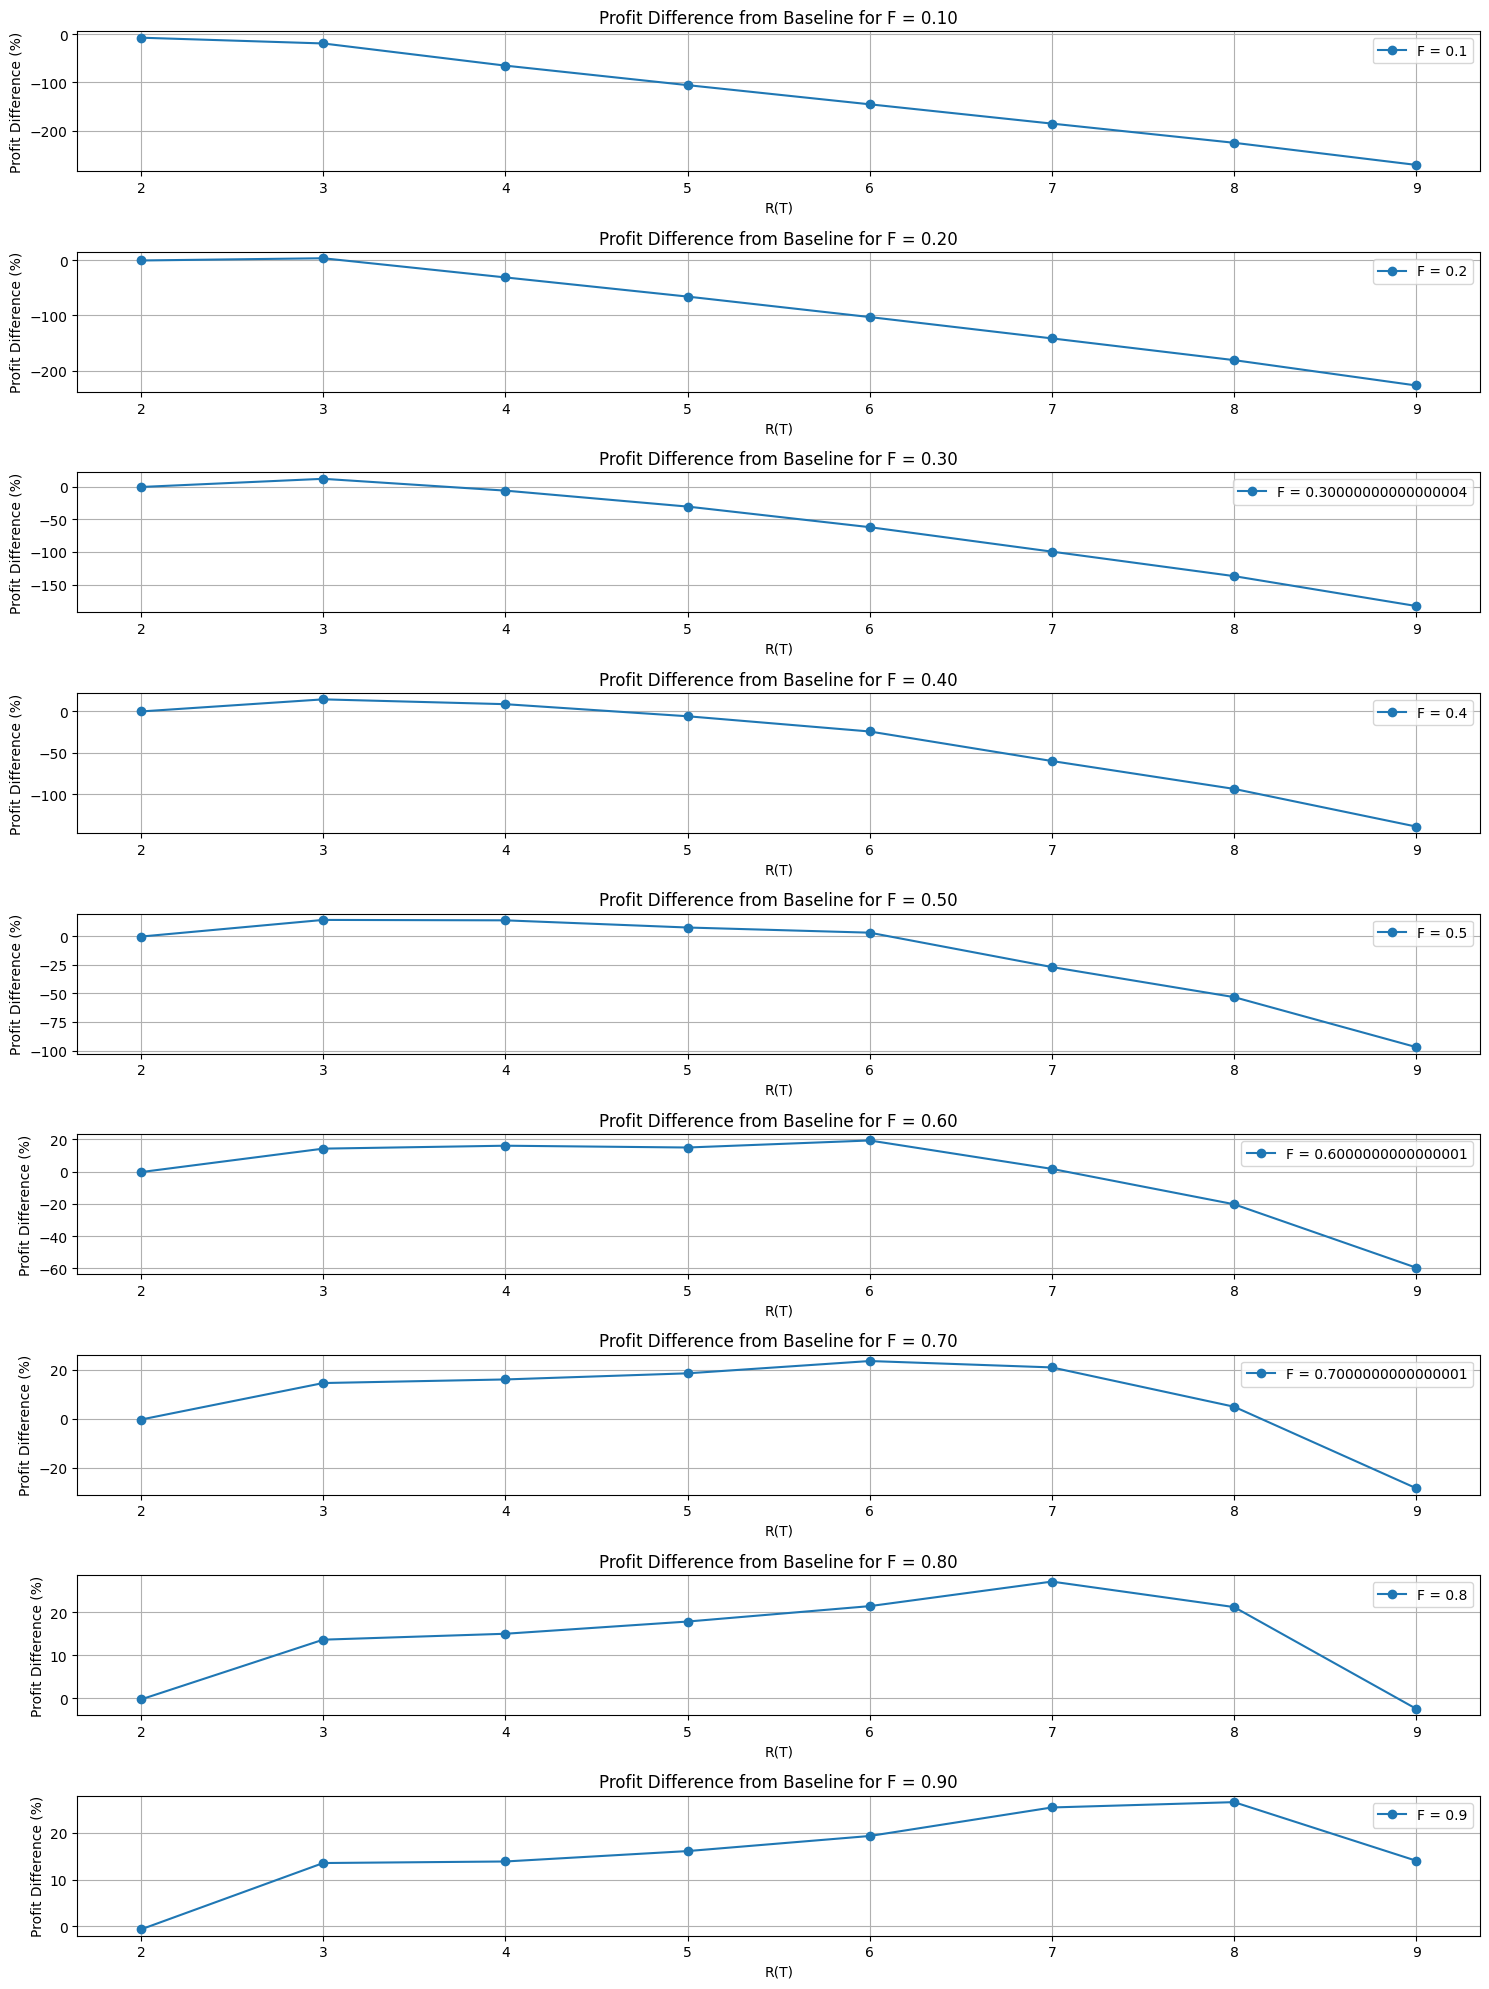 Profit Difference from Baseline for F = 0.10
Profit Difference (%)
0
−100
−200
F = 0.1
2 3 4 5 6 7 8 9
R(T)
Profit Difference from Baseline for F = 0.20
Profit Difference (%)
0
−100
−200
F = 0.2
2 3 4 5 6 7 8 9
R(T)
Profit Difference from Baseline for F = 0.30
Profit Difference (%)
0
−50
−100
−150
F = 0.30000000000000004
2 3 4 5 6 7 8 9
R(T)
Profit Difference from Baseline for F = 0.40
Profit Difference (%)
0
−50
−100
F = 0.4
2 3 4 5 6 7 8 9
R(T)
Profit Difference from Baseline for F = 0.50
Profit Difference (%)
0
−25
−50
−75
−100
F = 0.5
2 3 4 5 6 7 8 9
R(T)
Profit Difference from Baseline for F = 0.60
Profit Difference (%)
20
0
−20
−40
−60
F = 0.6000000000000001
2 3 4 5 6 7 8 9
R(T)
Profit Difference from Baseline for F = 0.70
Profit Difference (%)
20
0
−20
F = 0.7000000000000001
2 3 4 5 6 7 8 9
R(T)
Profit Difference from Baseline for F = 0.80
Profit Difference (%)
20
10
0
F = 0.8
2 3 4 5 6 7 8 9
R(T)
Profit Difference from Baseline for F = 0.90
Profit Difference (%)
20
10
0
F = 0.9
2 3 4 5 6 7 8 9
R(T)